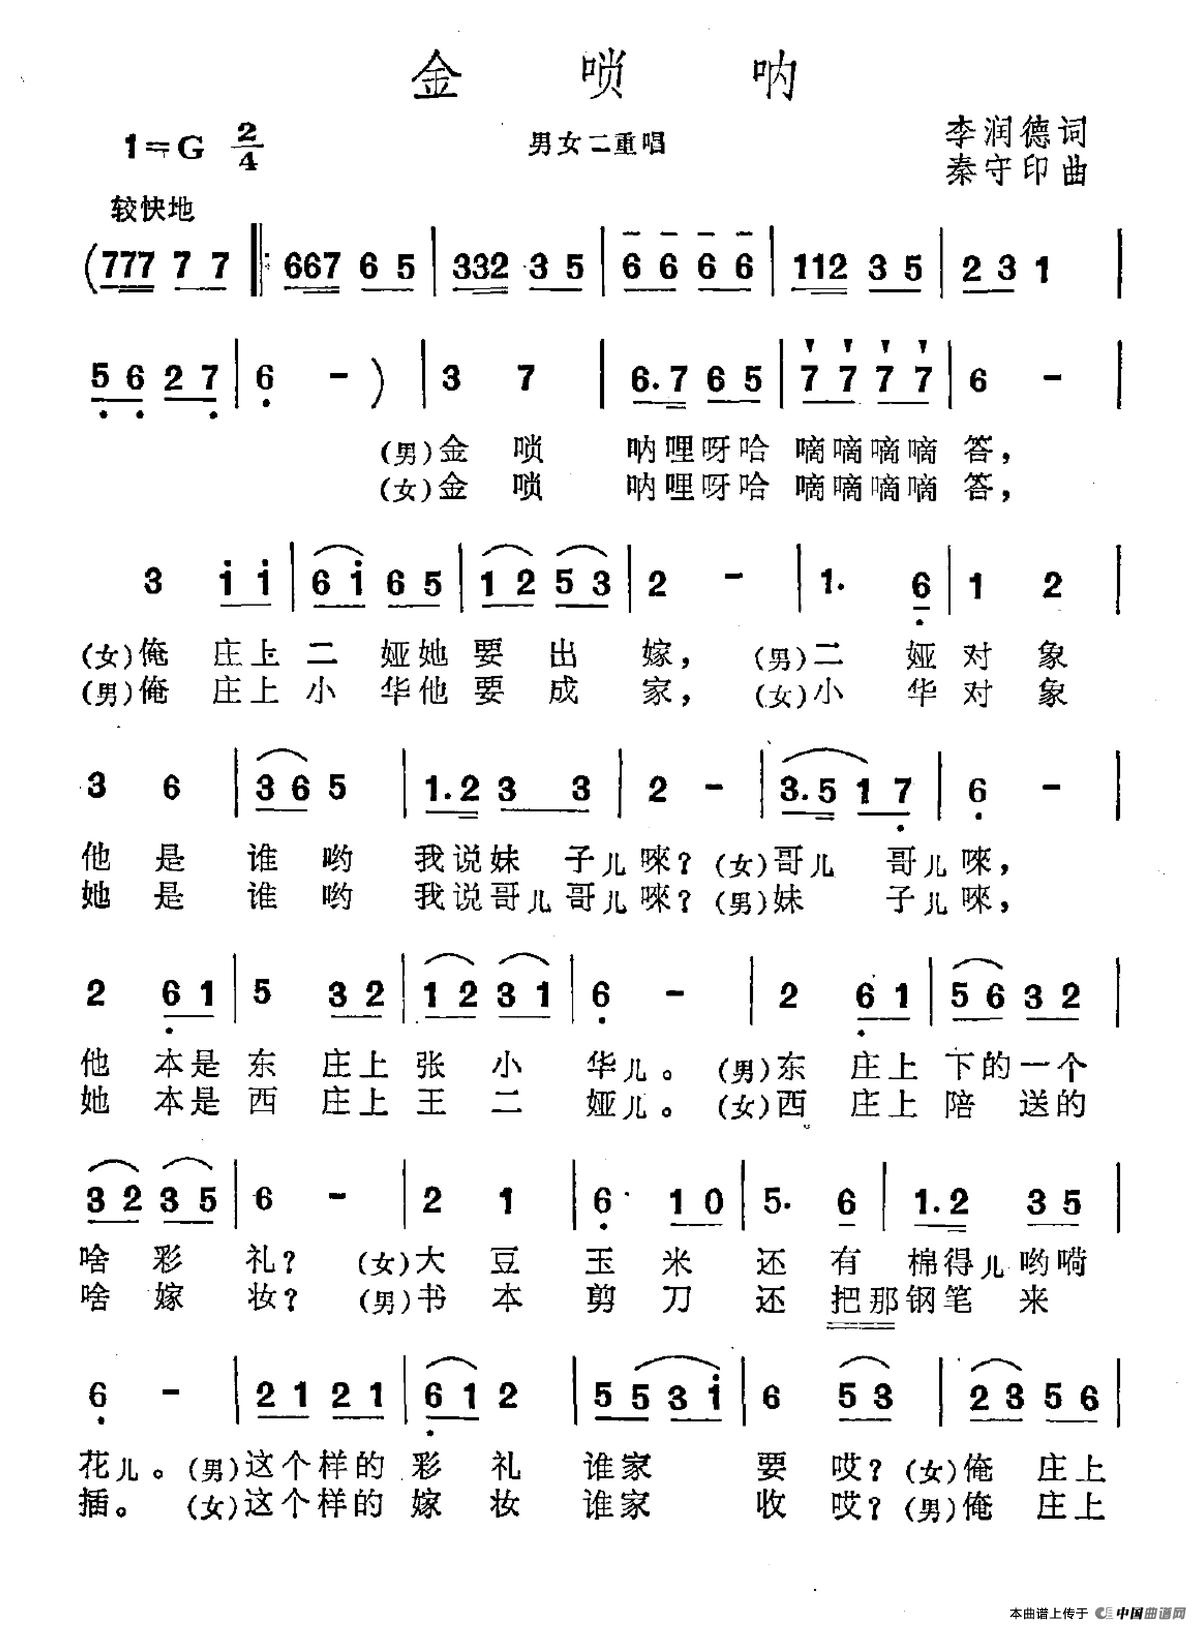 金唢呐
1=G 2/4
男女二重唱
李润德词
秦守印曲
较快地
(777 7 7 ‖: 667 6 5 | 332 3 5 | 6 6 6 6 | 112 3 5 | 2 3 1 |
5 6 2 7 | 6 - ) | 3 7 | 6. 7 6 5 | 7 7 7 7 | 6 - |
(男)金 唢 呐哩呀哈 嘀嘀嘀嘀 答，
(女)金 唢 呐哩呀哈 嘀嘀嘀嘀 答，
3 i i | 6 i 6 5 | 1 2 5 3 | 2 - | 1. 6 | 1 2
(女)俺 庄上二 娅她 要 出 嫁，(男)二 娅 对 象
(男)俺 庄上小 华他 要 成 家，(女)小 华 对 象
3 6 | 3 6 5 | 1. 2 3 3 | 2 - | 3. 5 1 7 | 6 - |
他 是 谁 哟 我说妹 子儿唻？(女)哥儿 哥儿唻，
她 是 谁 哟 我说哥儿哥儿唻？(男)妹 子儿唻，
2 6 1 | 5 3 2 | 1 2 3 1 | 6 - | 2 6 1 | 5 6 3 2 |
他 本是东 庄上张 小 华儿。(男)东 庄上 下的一个
她 本是西 庄上王 二 娅儿。(女)西 庄上陪 送的
3 2 3 5 | 6 - | 2 1 | 6 1 0 | 5. 6 | 1. 2 3 5 |
啥 彩 礼？(女)大 豆 玉 米 还 有 棉得儿哟嗬
啥 嫁 妆？(男)书 本 剪 刀 还 把那钢笔 来
6 - | 2 1 2 1 | 6 1 2 | 5 5 3 i | 6 5 3 | 2 3 5 6 |
花儿。(男)这个样的 彩 礼 谁家 要 哎？(女)俺 庄上
插。(女)这个样的 嫁 妆 谁家 收 哎？(男)俺 庄上
本曲谱上传于 中国曲谱网